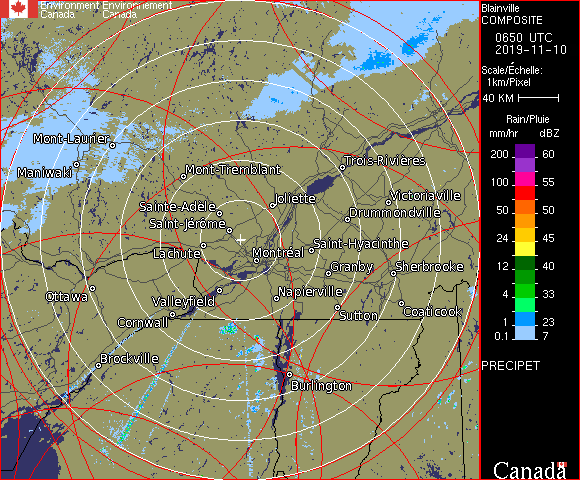 Environment Environnement
Canada Canada
Blainville
COMPOSITE
0650 UTC
2019-11-10
Scale/Échelle:
1km/Pixel
40 KM
Rain/Pluie
mm/hr dBZ
200 60
100 57
100 55
50 50
24 45
12 40
4 33
1 23
0.1 7
PRECIPET
Canada
Mont-Laurier
Maniwaki
Mont-Tremblant
Trois-Rivières
Sainte-Adèle
Joliette
Victoriaville
Drummondville
Saint-Jérôme
Lachute
Montréal
Saint-Hyacinthe
Granby
Sherbrooke
Ottawa
Valleyfield
Napierville
Cornwall
Sutton
Coaticook
Brockville
Burlington